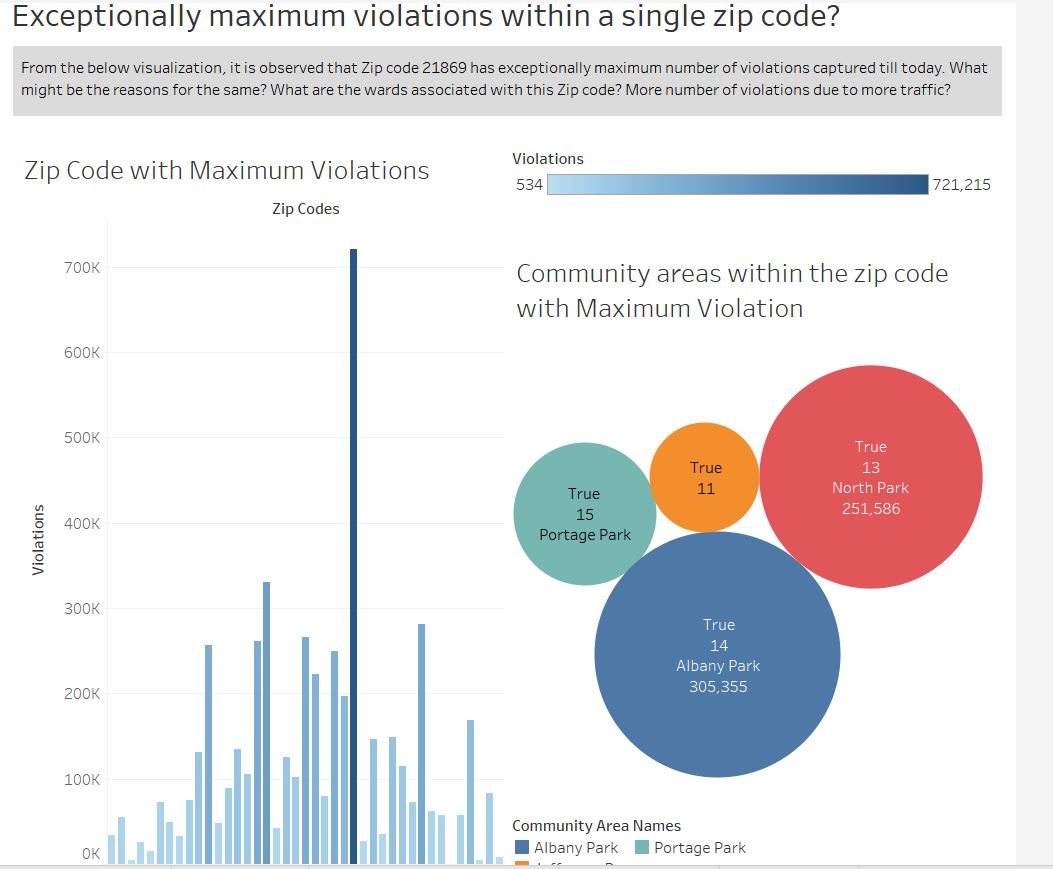 Exceptionally maximum violations within a single zip code?
From the below visualization, it is observed that Zip code 21869 has exceptionally maximum number of violations captured till today. What
might be the reasons for the same? What are the wards associated with this Zip code? More number of violations due to more traffic?
Zip Code with Maximum Violations
Zip Codes
Violations
700K
600K
500K
400K
300K
200K
100K
0K
Violations
534
721,215
Community areas within the zip code
with Maximum Violation
True
15
Portage Park
True
11
True
13
North Park
251,586
True
14
Albany Park
305,355
Community Area Names
Albany Park
Portage Park